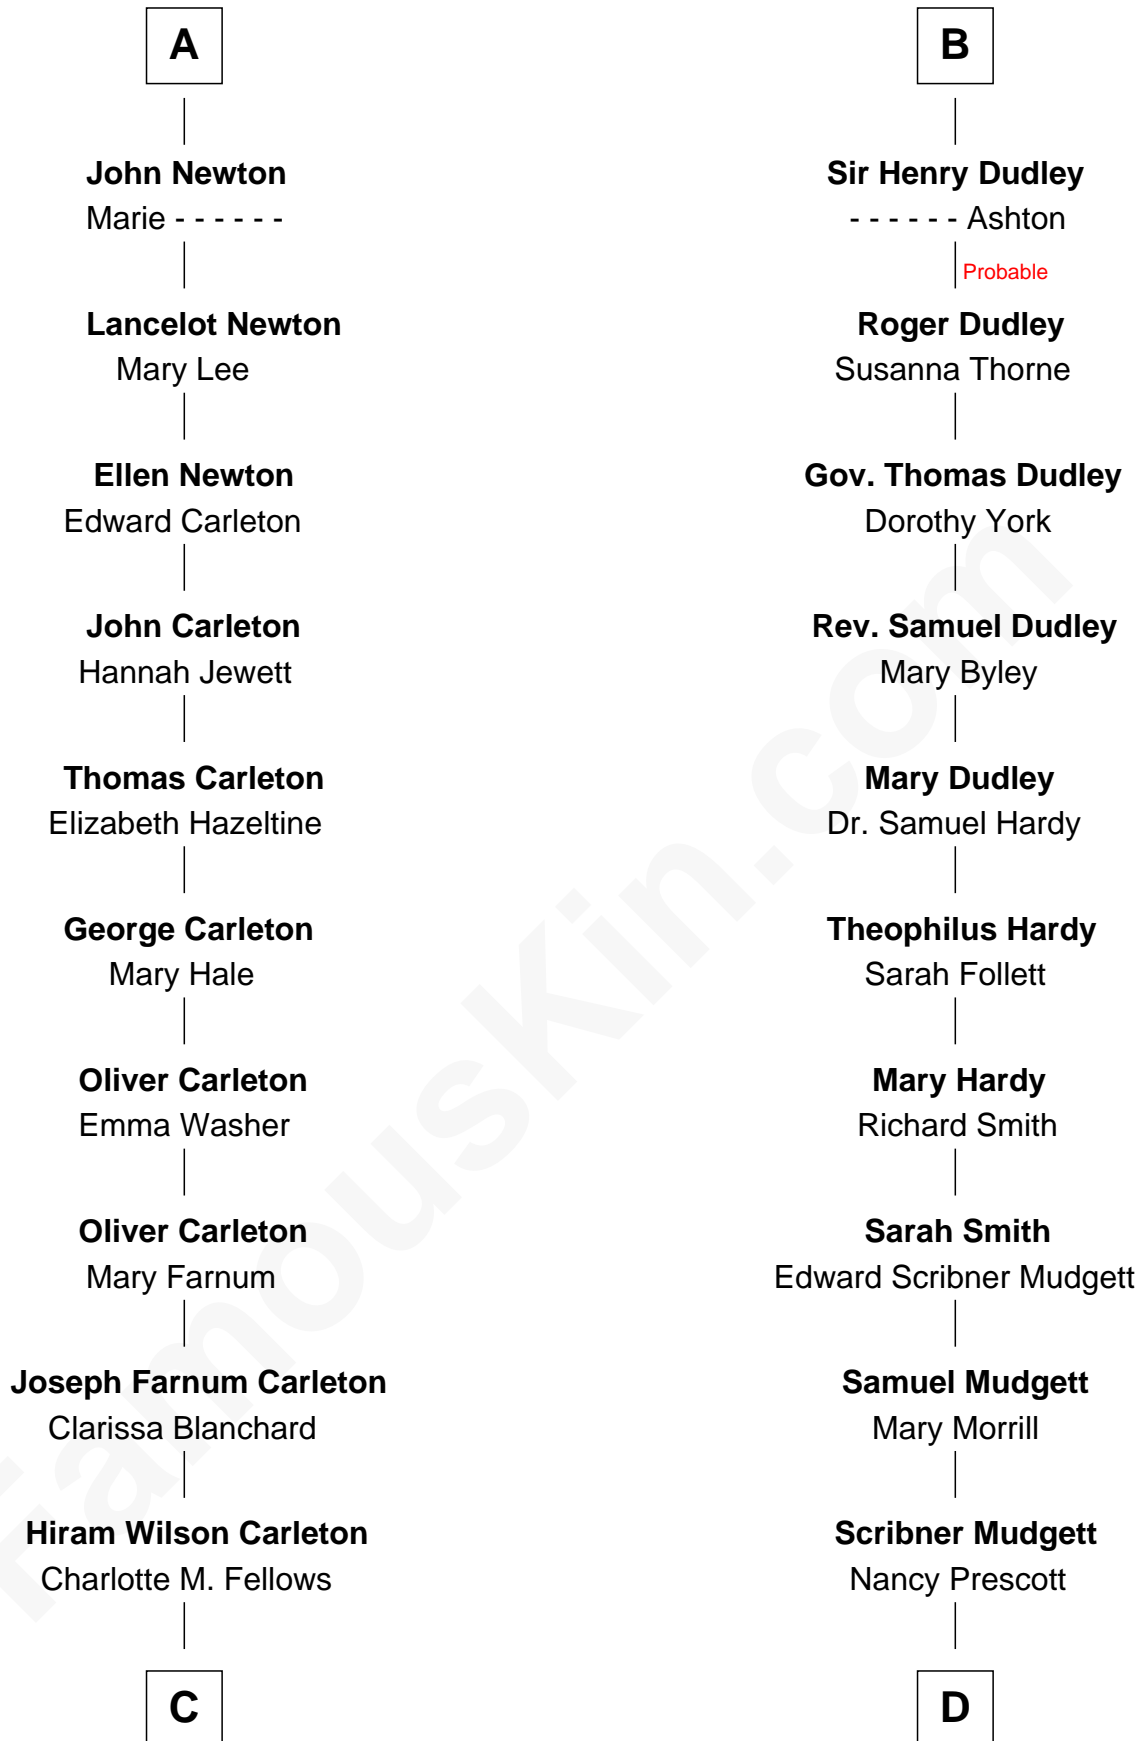 A
John Newton
Marie - - - - - -
Lancelot Newton
Mary Lee
Ellen Newton
Edward Carleton
John Carleton
Hannah Jewett
Thomas Carleton
Elizabeth Hazeltine
George Carleton
Mary Hale
Oliver Carleton
Emma Washer
Oliver Carleton
Mary Farnum
Joseph Farnum Carleton
Clarissa Blanchard
Hiram Wilson Carleton
Charlotte M. Fellows
C
B
Sir Henry Dudley
- - - - - - Ashton
Probable
Roger Dudley
Susanna Thorne
Gov. Thomas Dudley
Dorothy York
Rev. Samuel Dudley
Mary Byley
Mary Dudley
Dr. Samuel Hardy
Theophilus Hardy
Sarah Follett
Mary Hardy
Richard Smith
Sarah Smith
Edward Scribner Mudgett
Samuel Mudgett
Mary Morrill
Scribner Mudgett
Nancy Prescott
D
FamousKin.com